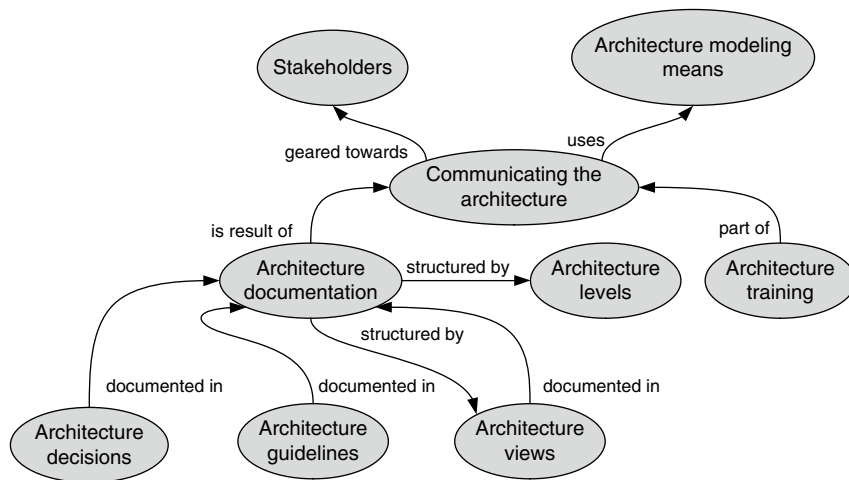 Stakeholders
Architecture modeling
means
geared towards
uses
Communicating the
architecture
is result of
part of
Architecture
documentation
structured by
Architecture
levels
Architecture
training
structured by
documented in
documented in
documented in
Architecture
decisions
Architecture
guidelines
Architecture
views